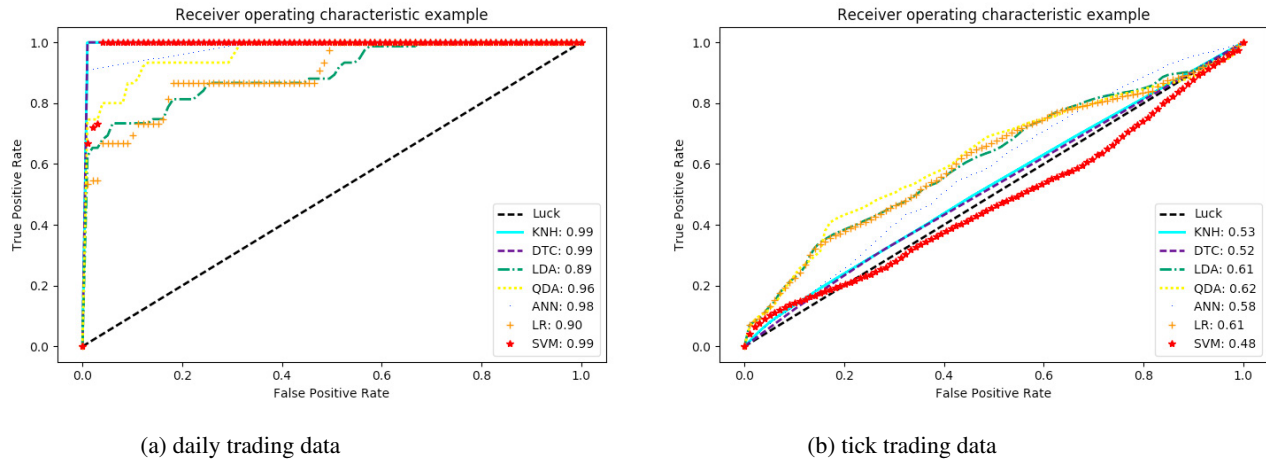 Receiver operating characteristic example
1.0
0.8
0.6
0.4
0.2
0.0
True Positive Rate
Luck
KNH: 0.99
DTC: 0.99
LDA: 0.89
QDA: 0.96
ANN: 0.98
LR: 0.90
SVM: 0.99
0.0 0.2 0.4 0.6 0.8 1.0
False Positive Rate
(a) daily trading data
Receiver operating characteristic example
1.0
0.8
0.6
0.4
0.2
0.0
True Positive Rate
Luck
KNH: 0.53
DTC: 0.52
LDA: 0.61
QDA: 0.62
ANN: 0.58
LR: 0.61
SVM: 0.48
0.0 0.2 0.4 0.6 0.8 1.0
False Positive Rate
(b) tick trading data